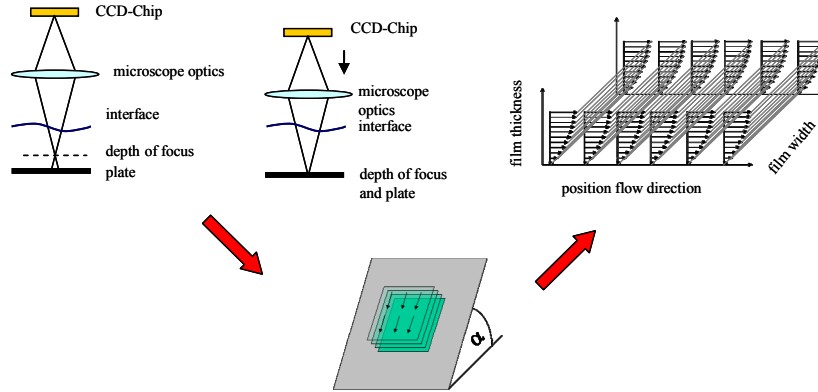 CCD-Chip
microscope optics
interface
depth of focus
plate
CCD-Chip
microscope
optics
interface
depth of focus
and plate
film thickness
position flow direction
film width
α